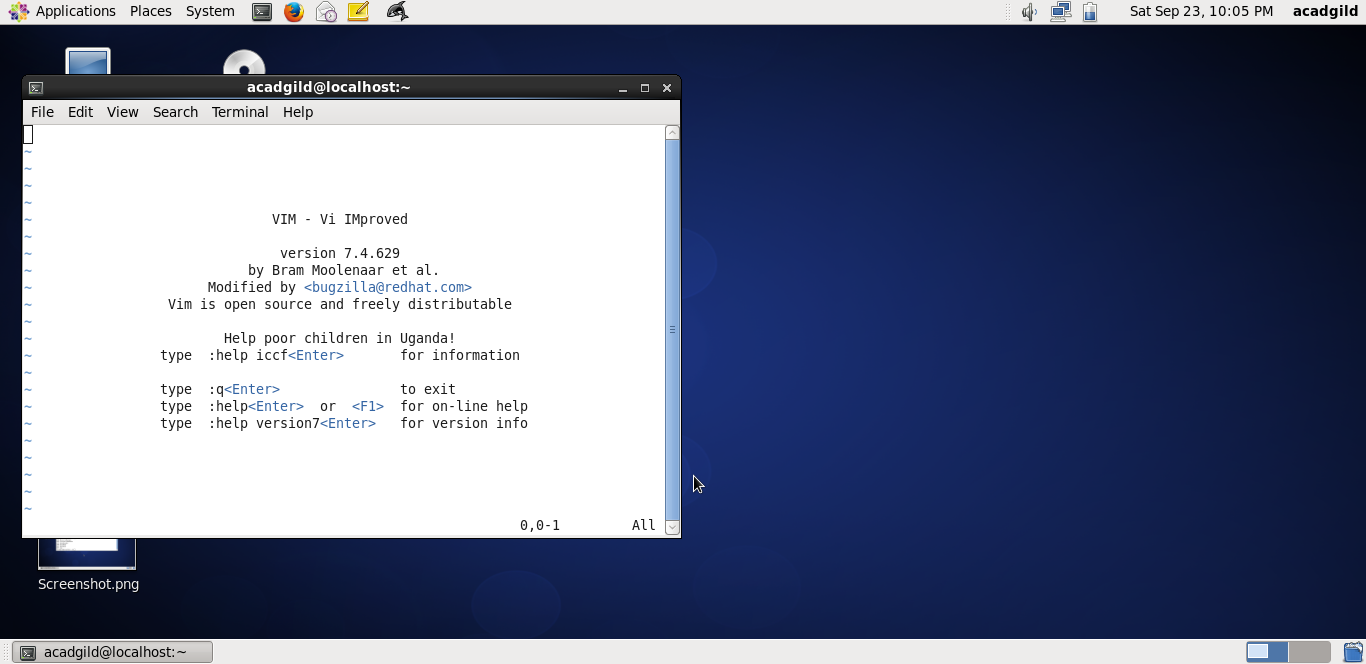 Applications Places System Sat Sep 23, 10:05 PM acadgild
acadgild@localhost:~
File Edit View Search Terminal Help
~
~
~
~
VIM - Vi IMproved
~
~ version 7.4.629
~ by Bram Moolenaar et al.
~ Modified by <bugzilla@redhat.com>
~ Vim is open source and freely distributable
~
~ Help poor children in Uganda!
~ type :help iccf<Enter> for information
~
~ type :q<Enter> to exit
~ type :help<Enter> or <F1> for on-line help
~ type :help version7<Enter> for version info
~
~
~
~
~
0,0-1 All
Screenshot.png
acadgild@localhost:~